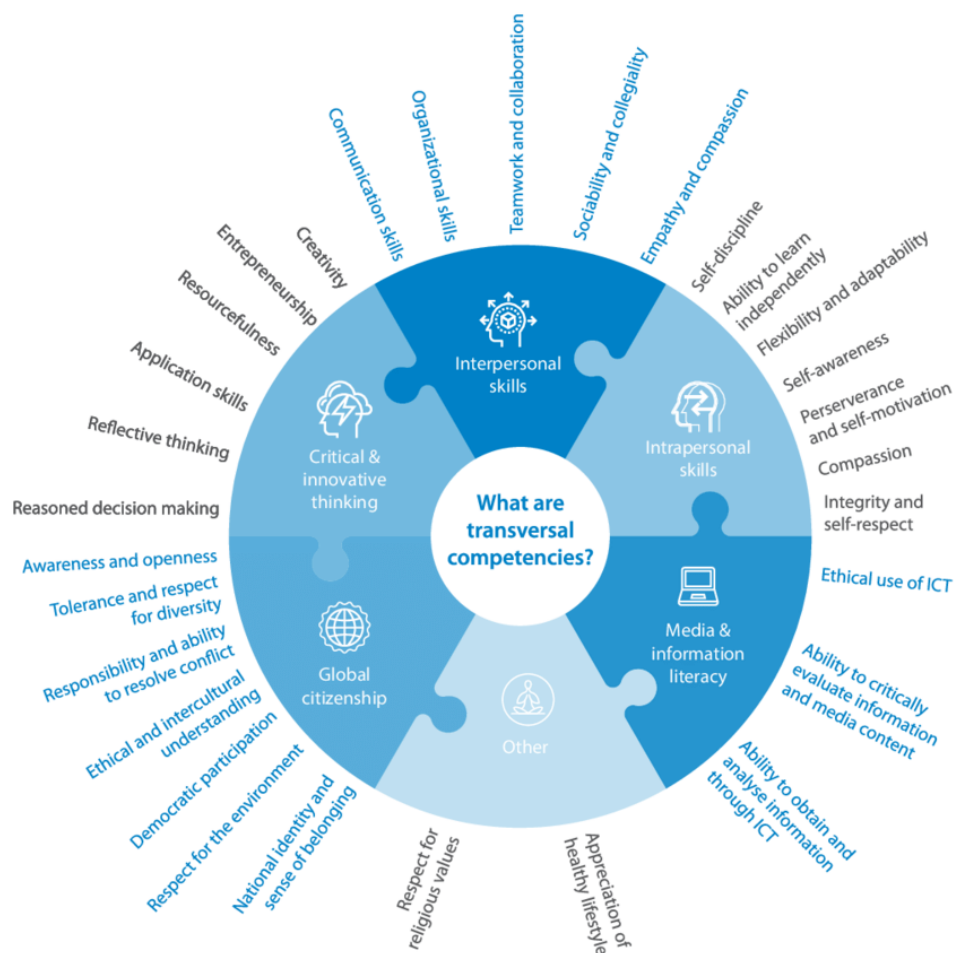 What are
transversal
competencies?
Interpersonal
skills
Communication skills
Organizational skills
Teamwork and collaboration
Sociability and collegiality
Empathy and compassion
Intrapersonal
skills
Self-discipline
Ability to learn
independently
Flexibility and adaptability
Self-awareness
Perserverance
and self-motivation
Compassion
Integrity and
self-respect
Media &
information
literacy
Ethical use of ICT
Ability to critically
evaluate information
and media content
Ability to obtain and
analyse information
through ICT
Other
Appreciation of
healthy lifestyle
Respect for
religious values
Global
citizenship
National identity and
sense of belonging
Respect for the environment
Democratic participation
Ethical and intercultural
understanding
Responsibility and ability
to resolve conflict
Tolerance and respect
for diversity
Awareness and openness
Critical &
innovative
thinking
Reasoned decision making
Reflective thinking
Application skills
Resourcefulness
Entrepreneurship
Creativity